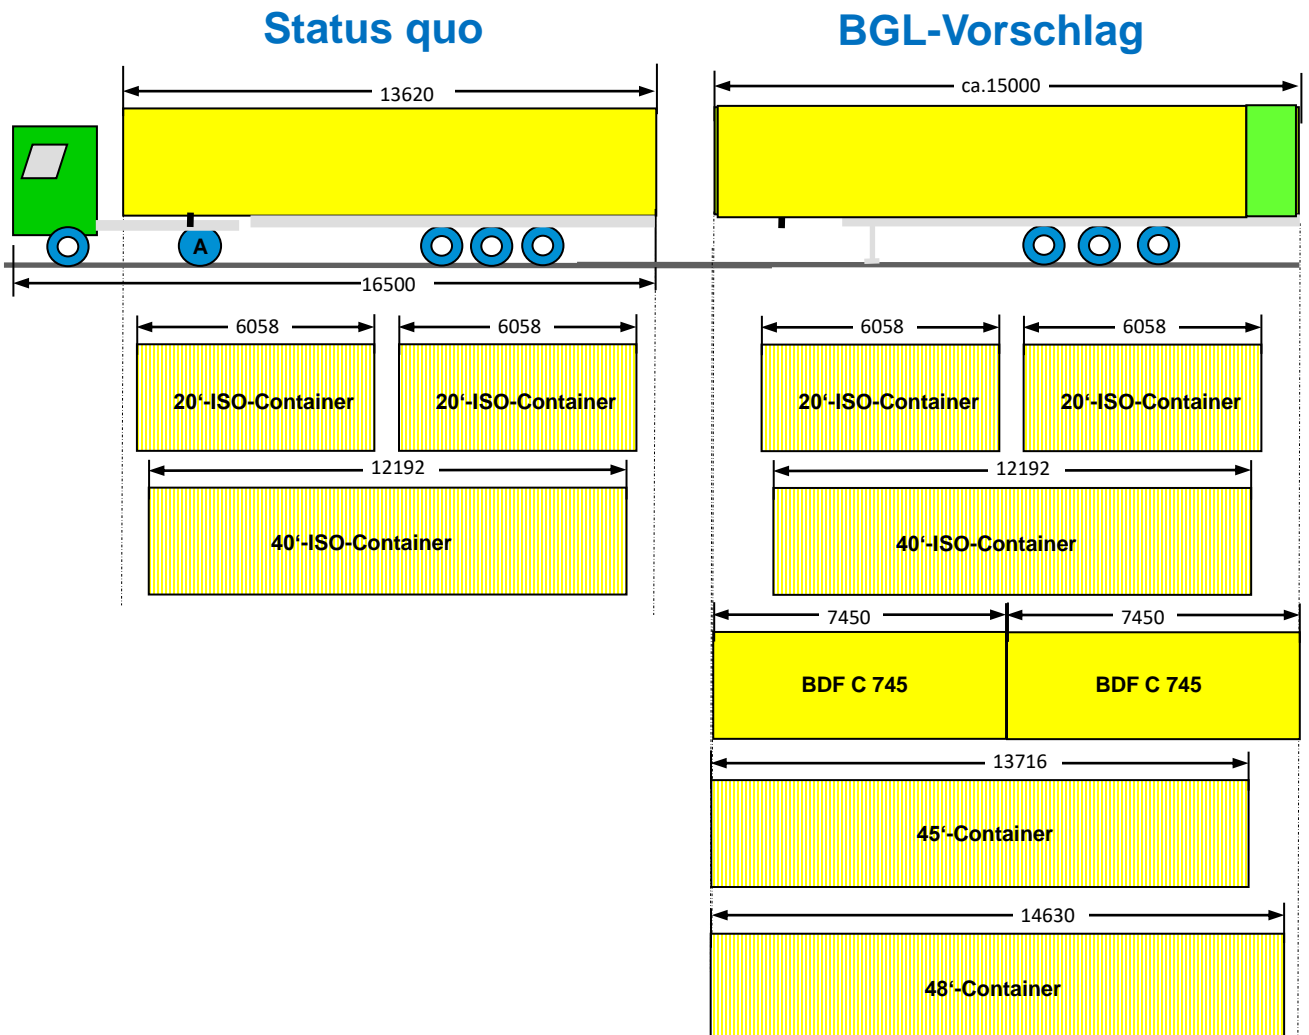 Status quo
BGL-Vorschlag
13620
ca.15000
A
16500
6058
6058
6058
6058
20‘-ISO-Container
20‘-ISO-Container
20‘-ISO-Container
20‘-ISO-Container
12192
12192
40‘-ISO-Container
40‘-ISO-Container
7450
7450
BDF C 745
BDF C 745
13716
45‘-Container
14630
48‘-Container